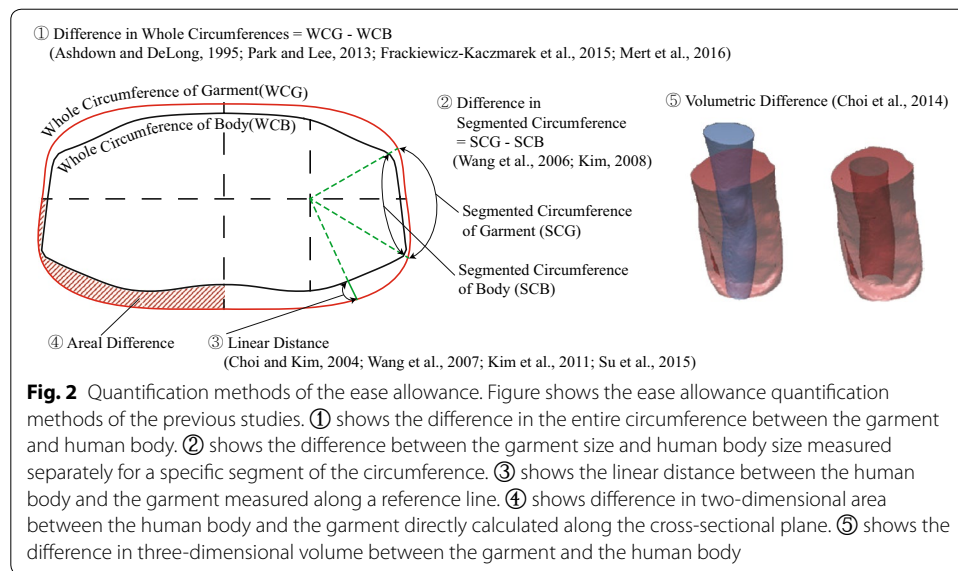 ① Difference in Whole Circumferences = WCG - WCB
(Ashdown and DeLong, 1995; Park and Lee, 2013; Frackiewicz-Kaczmarek et al., 2015; Mert et al., 2016)
Whole Circumference of Garment(WCG)
Whole Circumference of Body(WCB)
② Difference in
Segmented Circumference
= SCG - SCB
(Wang et al., 2006; Kim, 2008)
⑤ Volumetric Difference (Choi et al., 2014)
Segmented Circumference
of Garment (SCG)
Segmented Circumference
of Body (SCB)
④ Areal Difference
③ Linear Distance
(Choi and Kim, 2004; Wang et al., 2007; Kim et al., 2011; Su et al., 2015)
Fig. 2 Quantification methods of the ease allowance. Figure shows the ease allowance quantification
methods of the previous studies. ① shows the difference in the entire circumference between the garment
and human body. ② shows the difference between the garment size and human body size measured
separately for a specific segment of the circumference. ③ shows the linear distance between the human
body and the garment measured along a reference line. ④ shows difference in two-dimensional area
between the human body and the garment directly calculated along the cross-sectional plane. ⑤ shows the
difference in three-dimensional volume between the garment and the human body